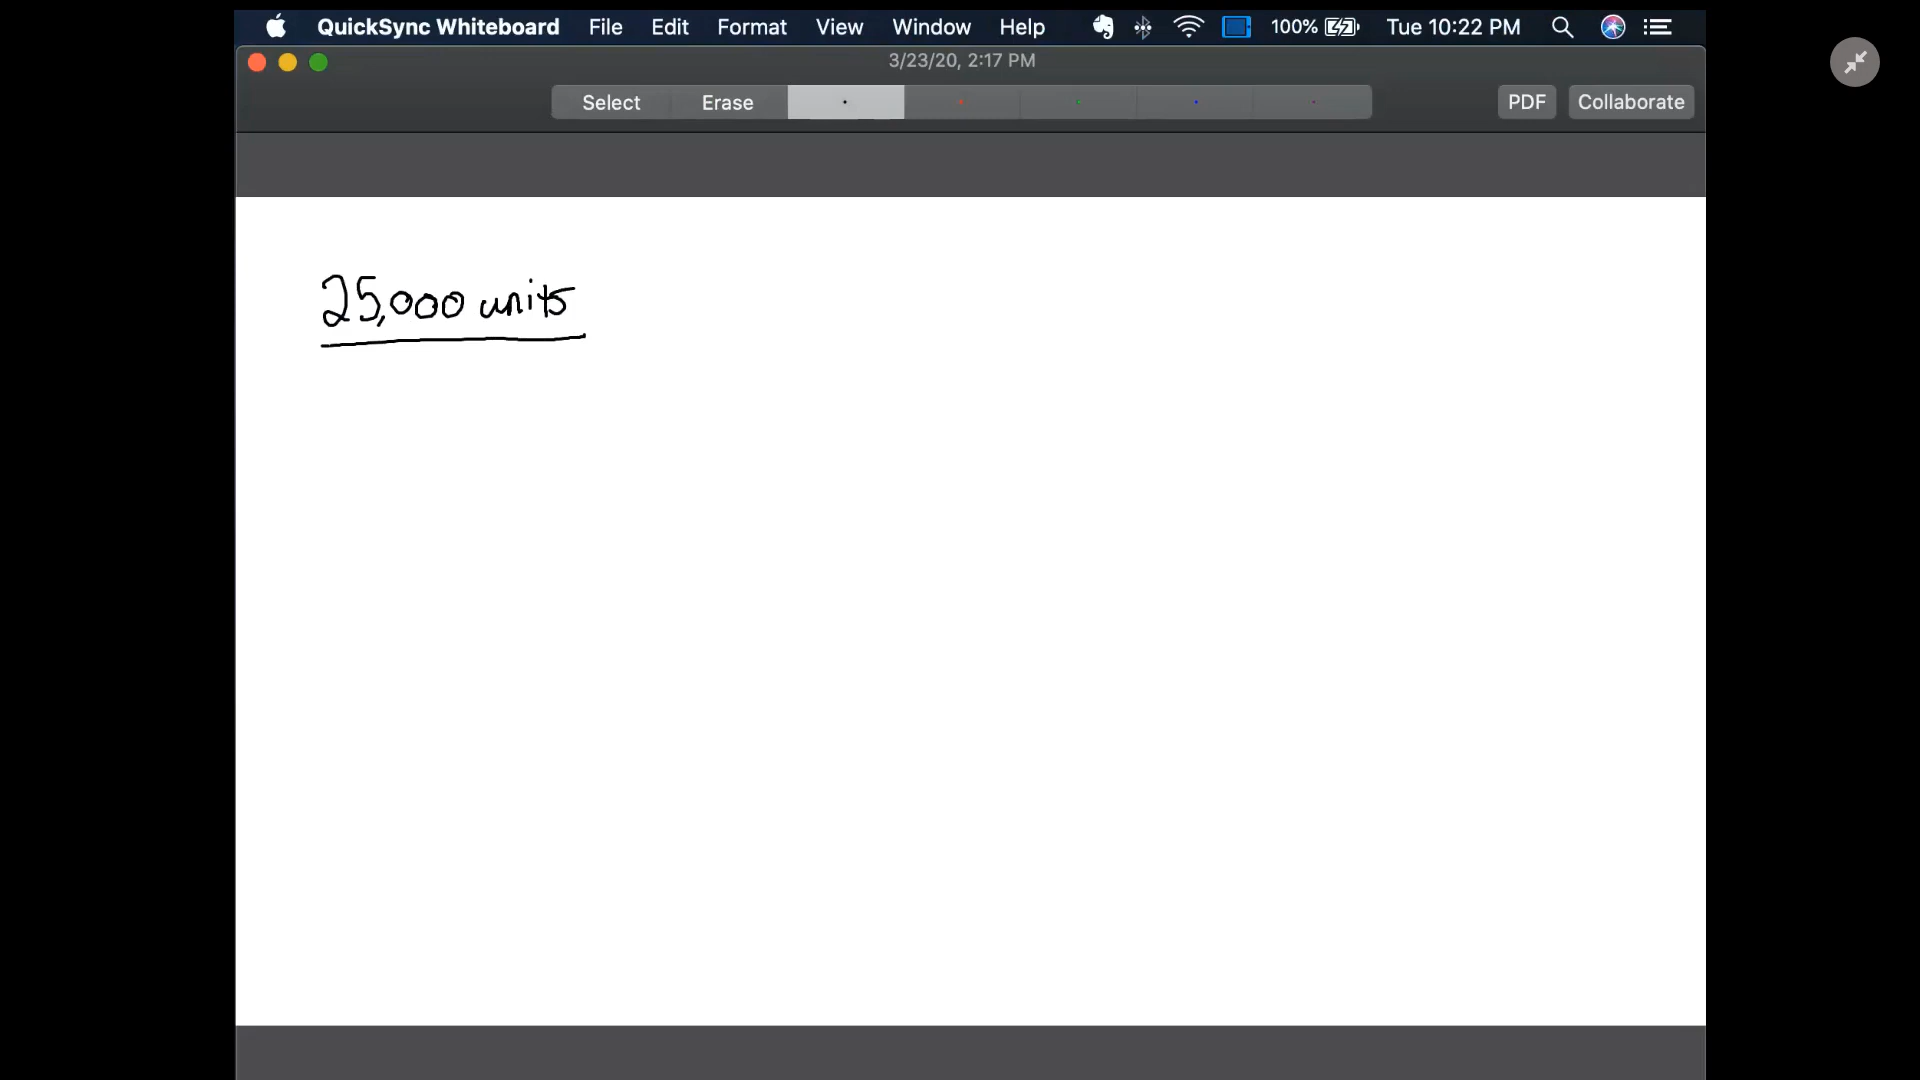 QuickSync Whiteboard File Edit Format View Window Help 100% Tue 10:22 PM
3/23/20, 2:17 PM
Select Erase PDF Collaborate
25,000 units